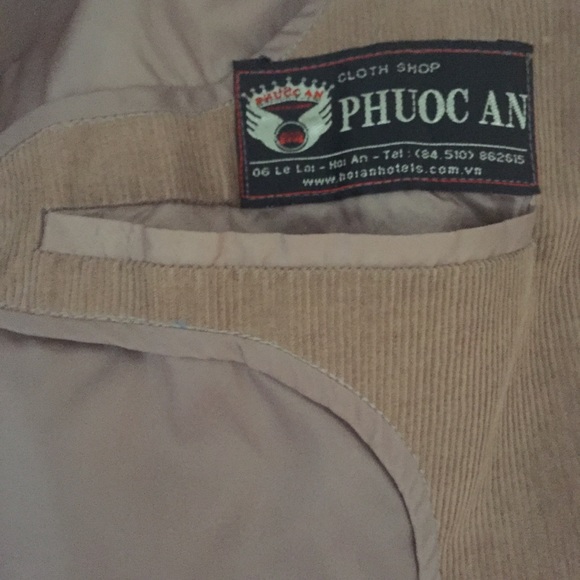 PHUOC AN
CLOTH SHOP
PHUOC AN
06 Le Loi - Hoi An - Tel : (84.510) 862615
www.hoianhotels.com.vn